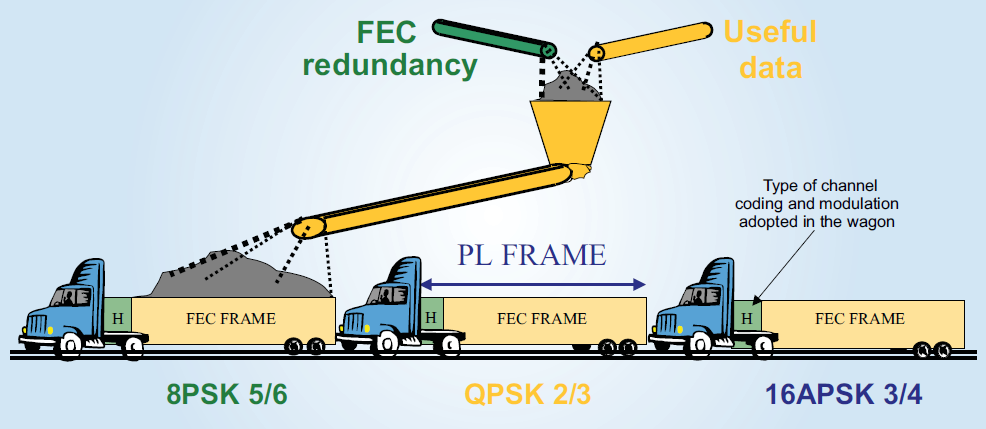 FEC
redundancy
Useful
data
Type of channel
coding and modulation
adopted in the wagon
PL FRAME
H
FEC FRAME
H
FEC FRAME
H
FEC FRAME
8PSK 5/6
QPSK 2/3
16APSK 3/4